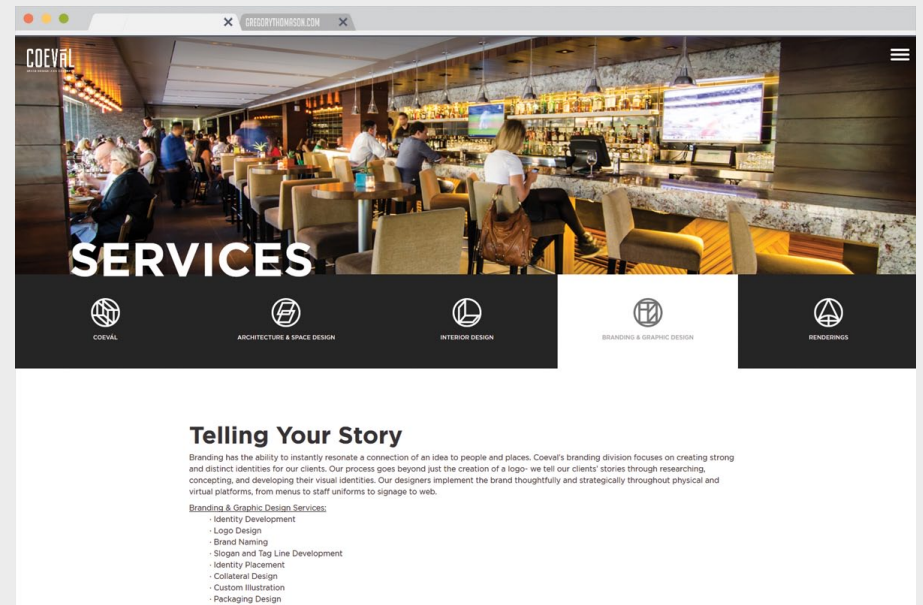 GREGORYTHOMASON.COM
COEVAL
SERVICES
COEVÁL
ARCHITECTURE & SPACE DESIGN
INTERIOR DESIGN
BRANDING & GRAPHIC DESIGN
RENDERINGS
Telling Your Story
Branding has the ability to instantly resonate a connection of an idea to people and places. Coeval's branding division focuses on creating strong
and distinct identities for our clients. Our process goes beyond just the creation of a logo- we tell our clients' stories through researching,
concepting, and developing their visual identities. Our designers implement the brand thoughtfully and strategically throughout physical and
virtual platforms, from menus to staff uniforms to signage to web.
Branding & Graphic Design Services:
· Identity Development
· Logo Design
· Brand Naming
· Slogan and Tag Line Development
· Identity Placement
· Collateral Design
· Custom Illustration
· Packaging Design